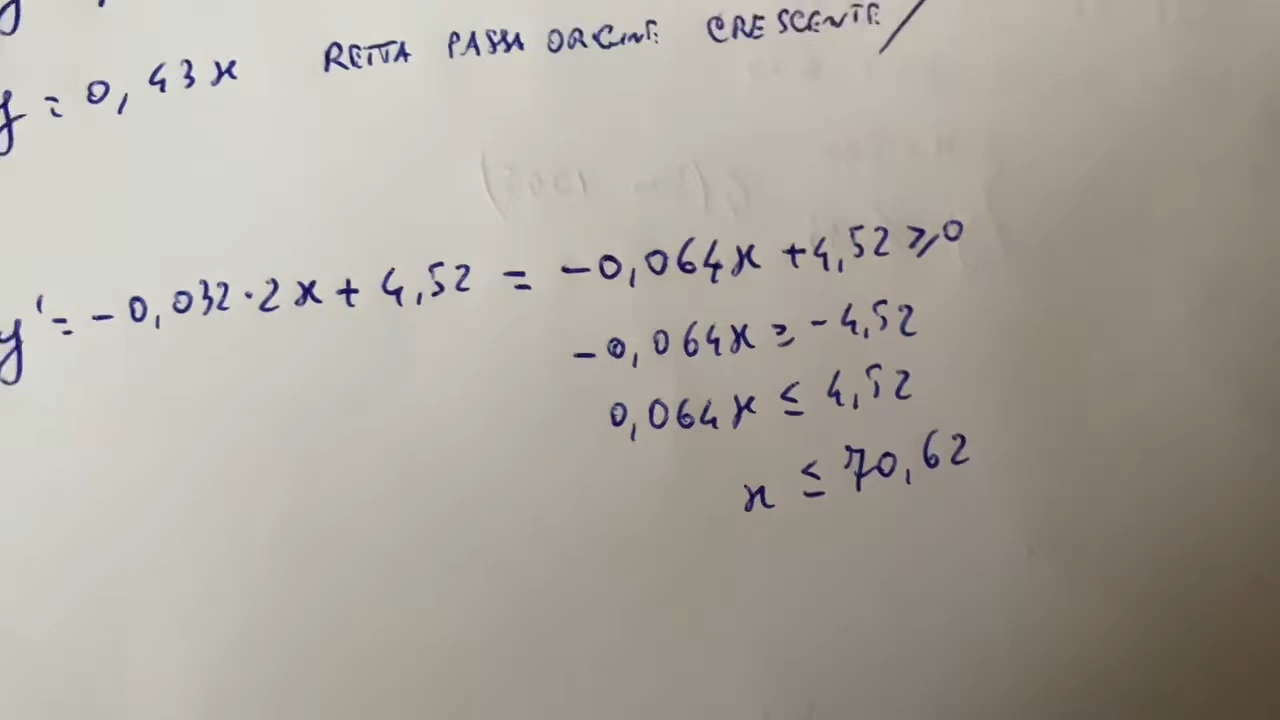 y = 0,43x RETTA PASSA ORIGINE CRESCENTE /
y' = -0,032·2x + 4,52 = -0,064x + 4,52 ≥ 0
-0,064x ≥ -4,52
0,064x ≤ 4,52
x ≤ 70,62